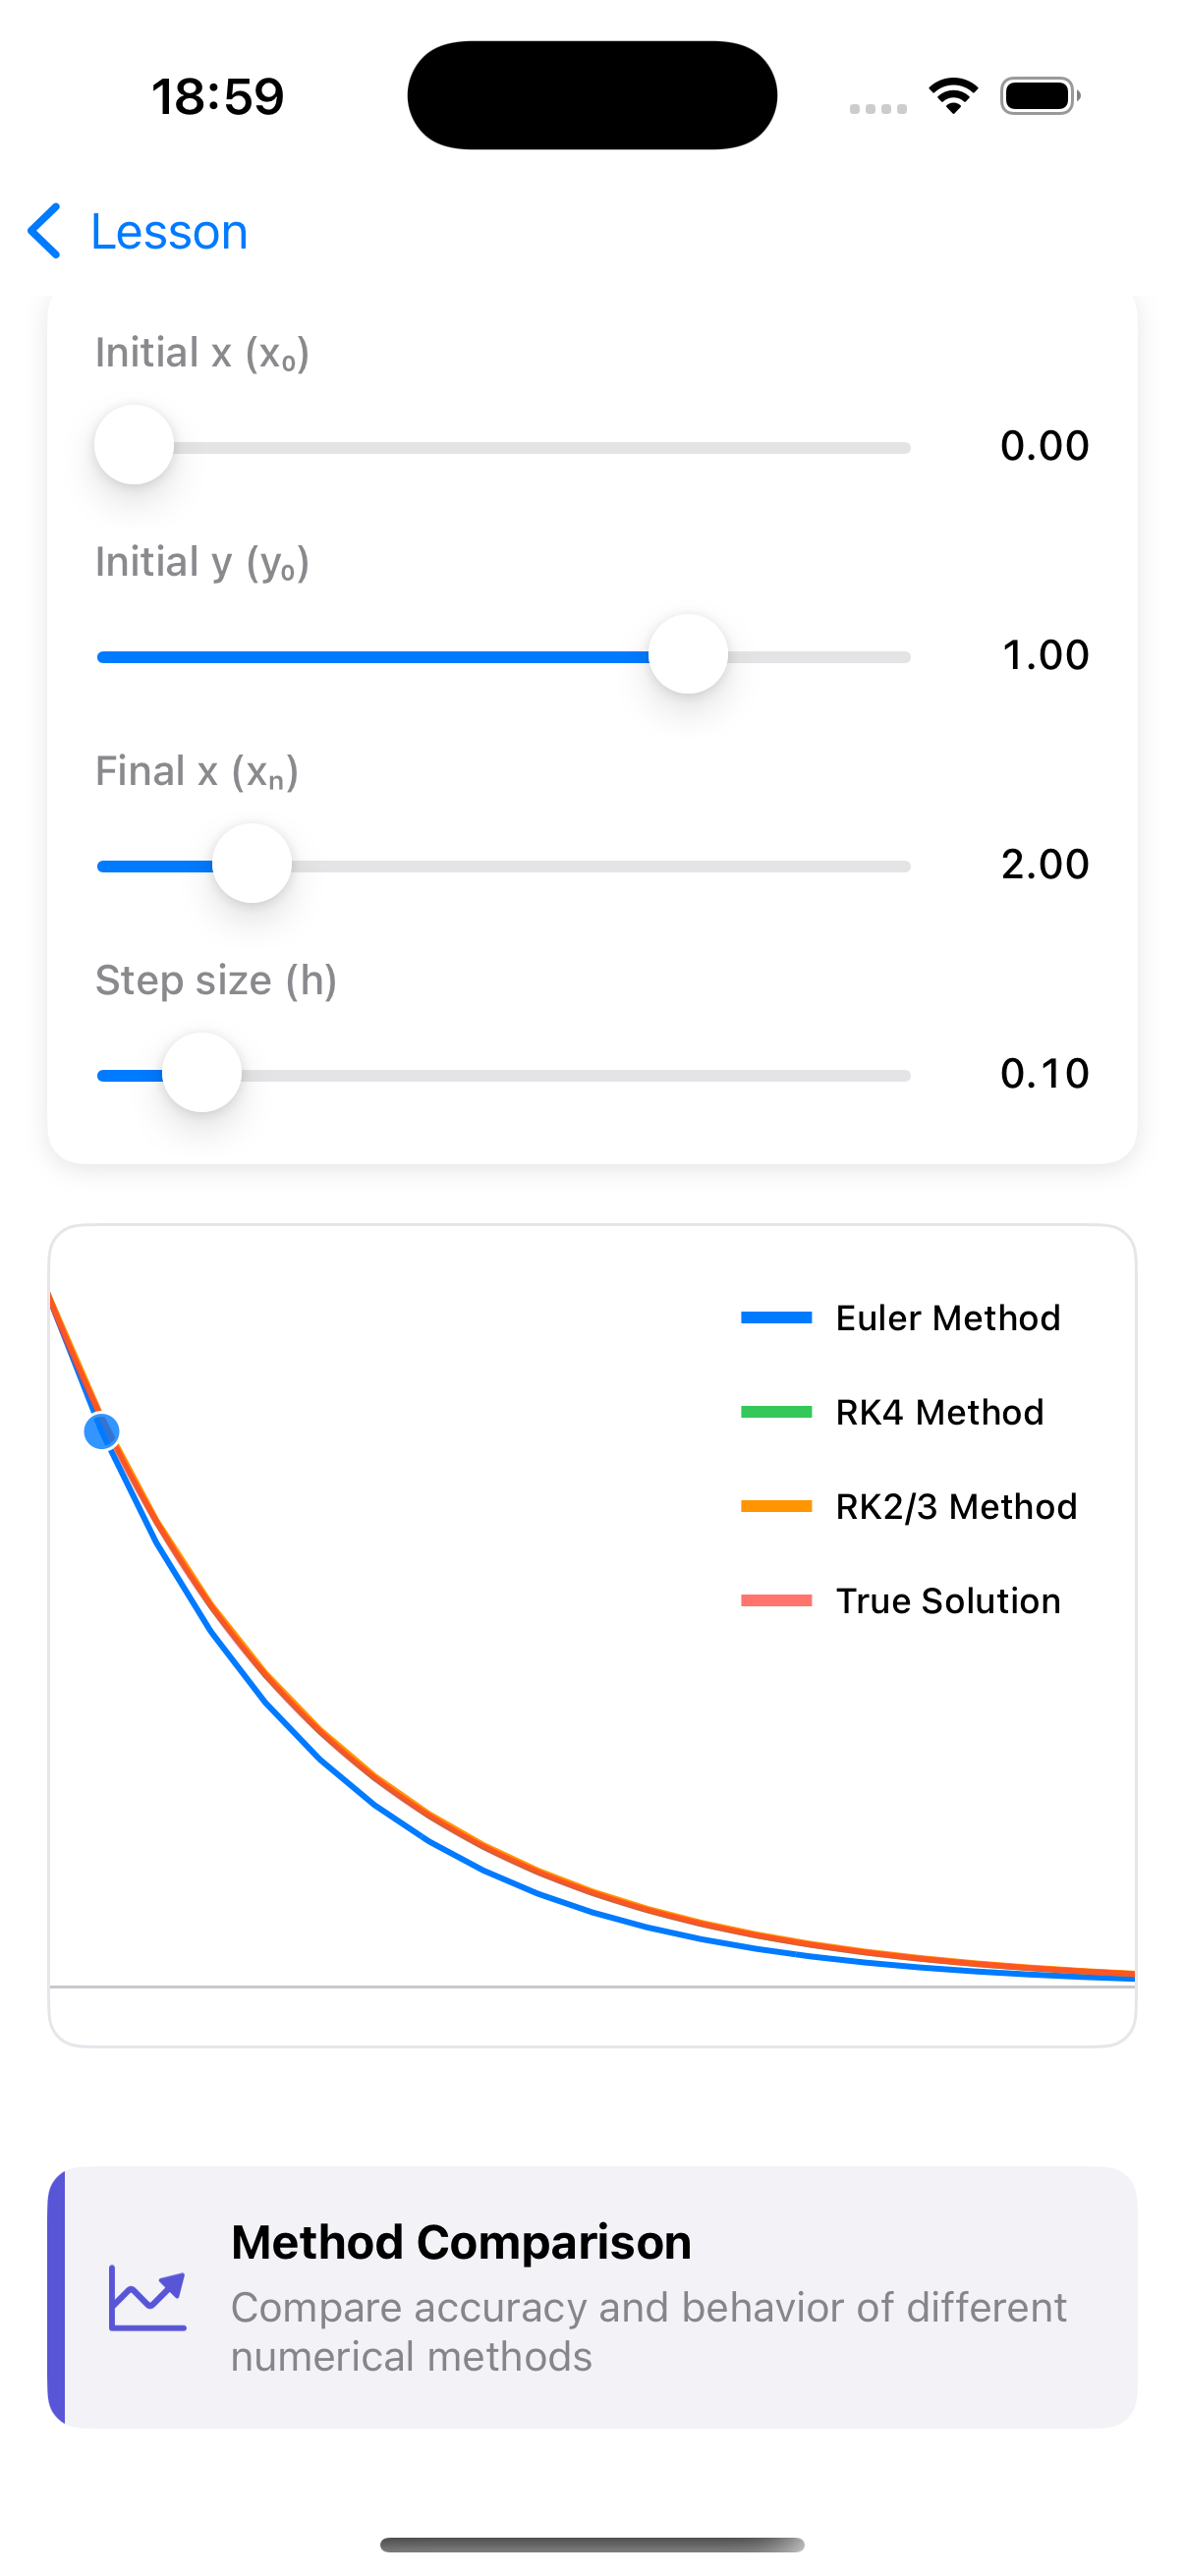 18:59
Lesson
Initial x (x₀)
0.00
Initial y (y₀)
1.00
Final x (xₙ)
2.00
Step size (h)
0.10
Euler Method
RK4 Method
RK2/3 Method
True Solution
Method Comparison
Compare accuracy and behavior of different
numerical methods